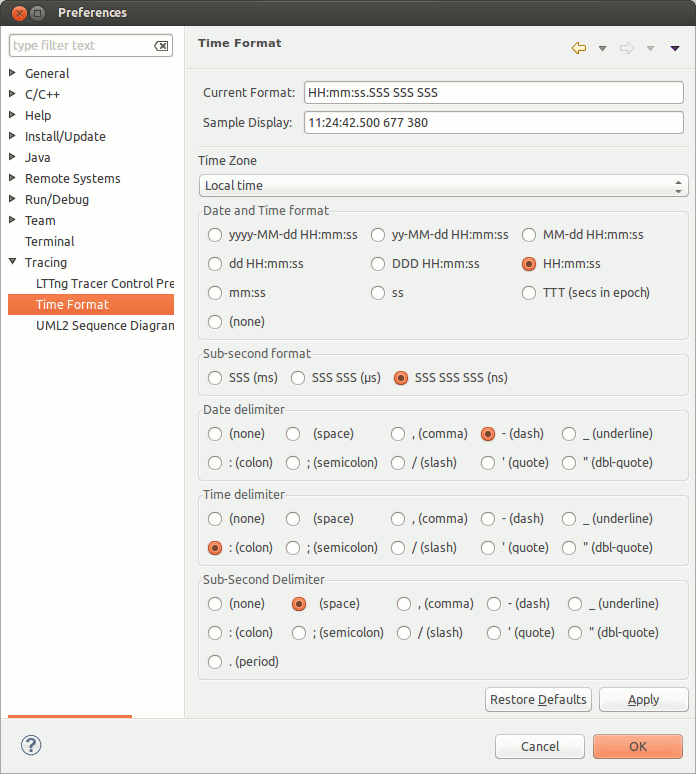 Preferences
type filter text
General
C/C++
Help
Install/Update
Java
Remote Systems
Run/Debug
Team
Terminal
Tracing
LTTng Tracer Control Pre
Time Format
UML2 Sequence Diagram
Time Format
Current Format: HH:mm:ss.SSS SSS SSS
Sample Display: 11:24:42.500 677 380
Time Zone
Local time
Date and Time format
yyyy-MM-dd HH:mm:ss yy-MM-dd HH:mm:ss MM-dd HH:mm:ss
dd HH:mm:ss DDD HH:mm:ss HH:mm:ss
mm:ss ss TTT (secs in epoch)
(none)
Sub-second format
SSS (ms) SSS SSS (µs) SSS SSS SSS (ns)
Date delimiter
(none) (space) , (comma) - (dash) _ (underline)
: (colon) ; (semicolon) / (slash) ' (quote) " (dbl-quote)
Time delimiter
(none) (space) , (comma) - (dash) _ (underline)
: (colon) ; (semicolon) / (slash) ' (quote) " (dbl-quote)
Sub-Second Delimiter
(none) (space) , (comma) - (dash) _ (underline)
: (colon) ; (semicolon) / (slash) ' (quote) " (dbl-quote)
. (period)
Restore Defaults Apply
? Cancel OK